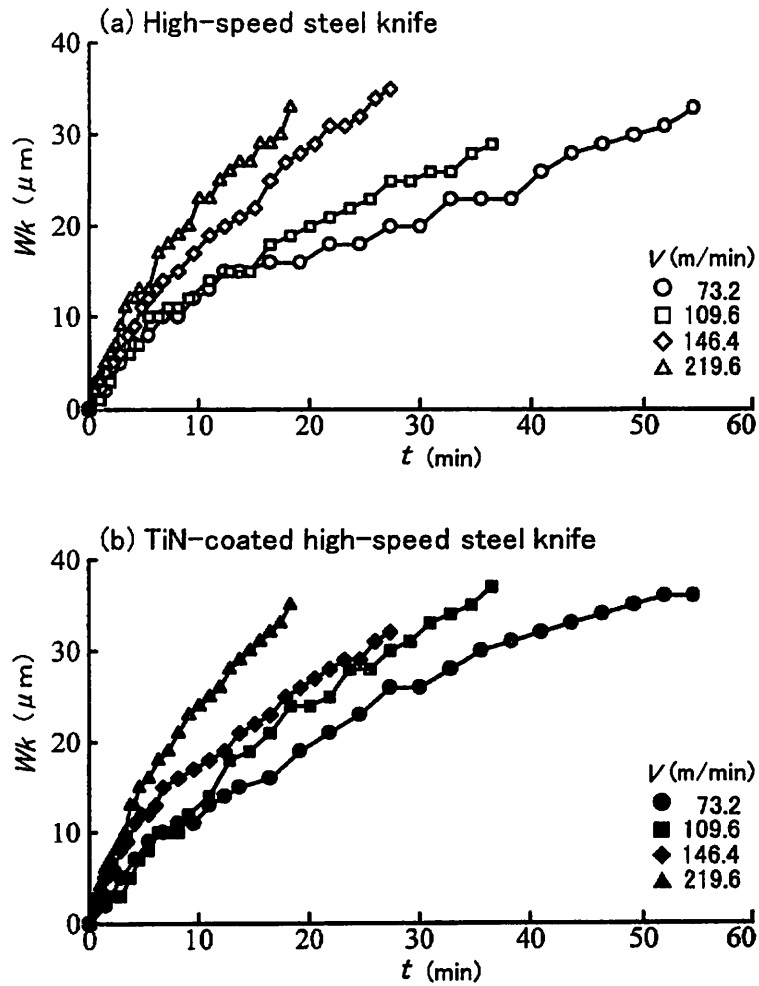 (a) High-speed steel knife
40
30
20
10
0
Wk (μm)
V (m/min)
73.2
109.6
146.4
219.6
0 10 20 30 40 50 60
t (min)
(b) TiN-coated high-speed steel knife
40
30
20
10
0
Wk (μm)
V (m/min)
73.2
109.6
146.4
219.6
0 10 20 30 40 50 60
t (min)